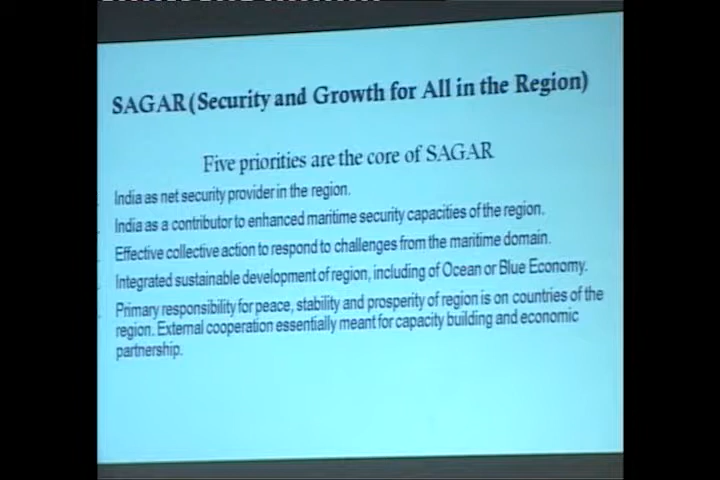 SAGAR (Security and Growth for All in the Region)
Five priorities are the core of SAGAR
India as net security provider in the region.
India as a contributor to enhanced maritime security capacities of the region.
Effective collective action to respond to challenges from the maritime domain.
Integrated sustainable development of region, including of Ocean or Blue Economy.
Primary responsibility for peace, stability and prosperity of region is on countries of the
region. External cooperation essentially meant for capacity building and economic
partnership.